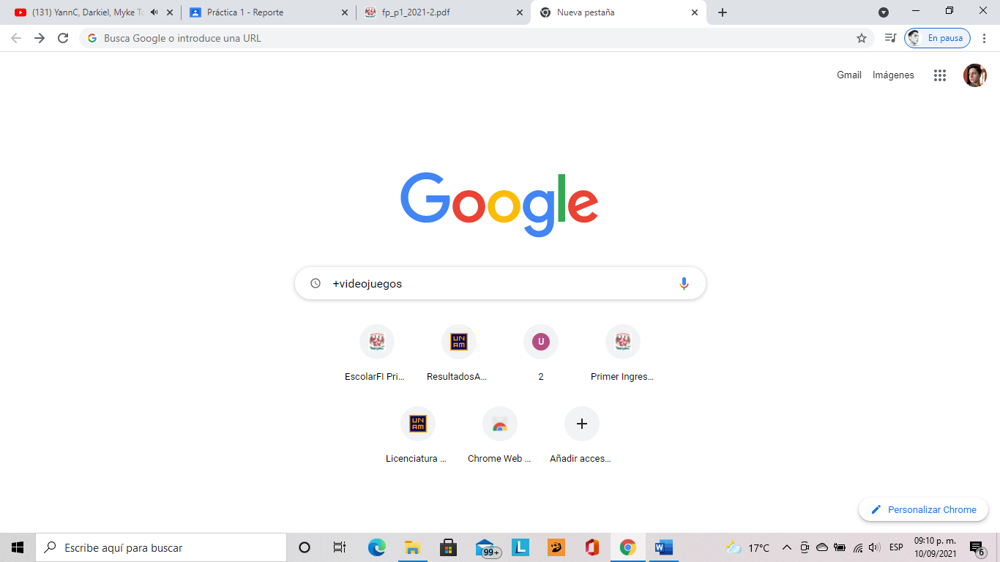 (131) YannC, Darkiel, Myke To
Práctica 1 - Reporte
fp_p1_2021-2.pdf
Nueva pestaña
Busca Google o introduce una URL
En pausa
Gmail
Imágenes
Google
+videojuegos
EscolarFI Pri...
ResultadosA...
U
2
Primer Ingres...
UNAM
Licenciatura ...
Chrome Web ...
Añadir acces...
Personalizar Chrome
Escribe aquí para buscar
99+
L
W
17°C
ESP
09:10 p. m.
10/09/2021
6